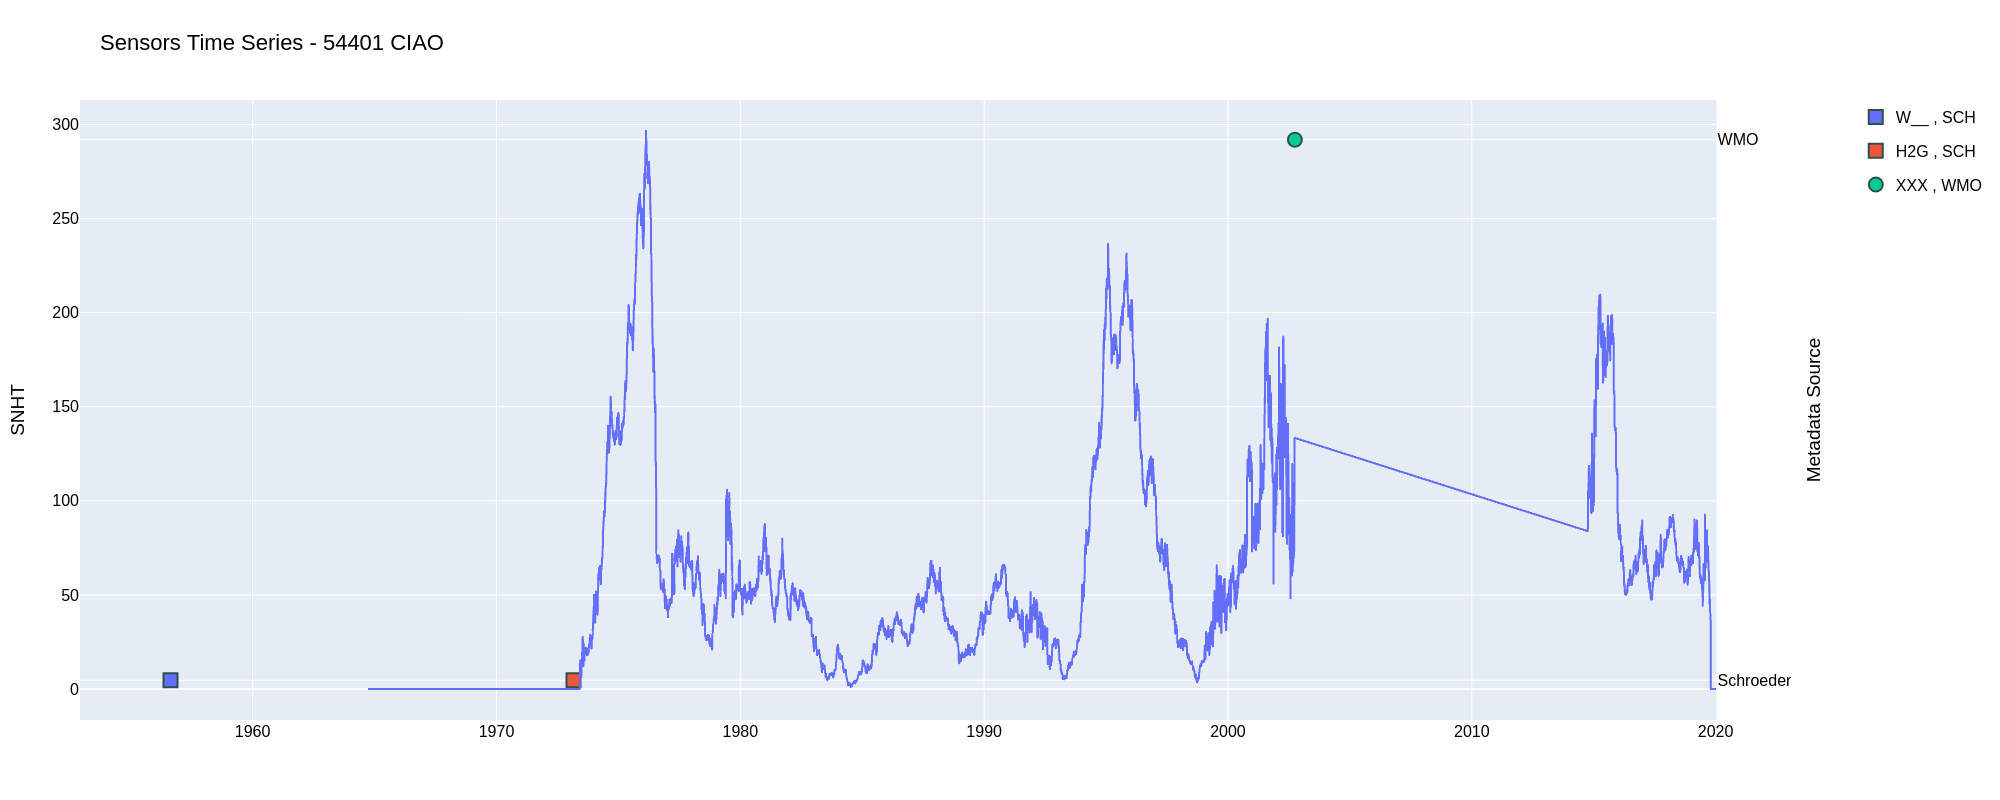 Sensors Time Series - 54401 CIAO
SNHT
300
250
200
150
100
50
0
1960
1970
1980
1990
2000
2010
2020
WMO
Schroeder
Metadata Source
W__ , SCH
H2G , SCH
XXX , WMO